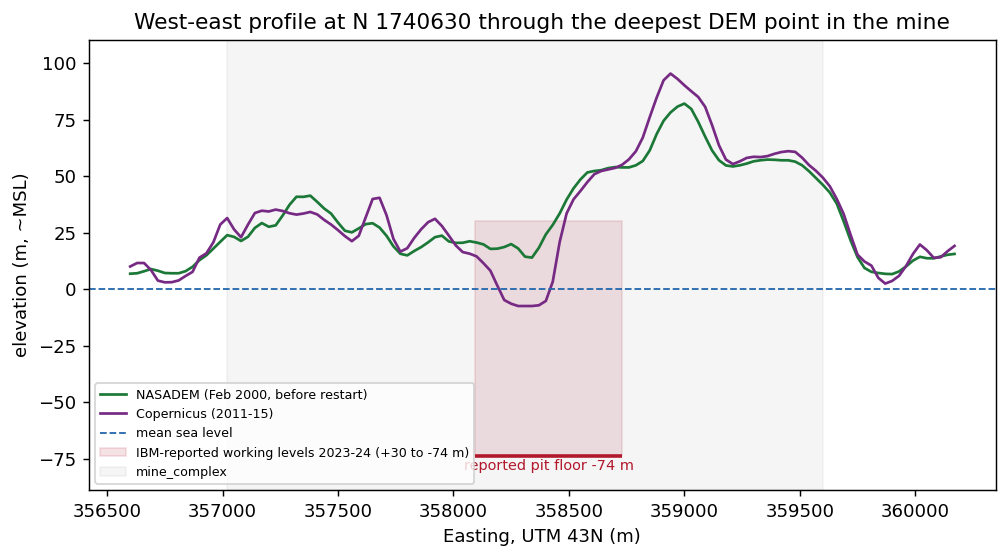 West-east profile at N 1740630 through the deepest DEM point in the mine
elevation (m, ~MSL)
100
75
50
25
0
−25
−50
−75
NASADEM (Feb 2000, before restart)
Copernicus (2011-15)
mean sea level
IBM-reported working levels 2023-24 (+30 to -74 m)
mine_complex
reported pit floor -74 m
356500 357000 357500 358000 358500 359000 359500 360000
Easting, UTM 43N (m)